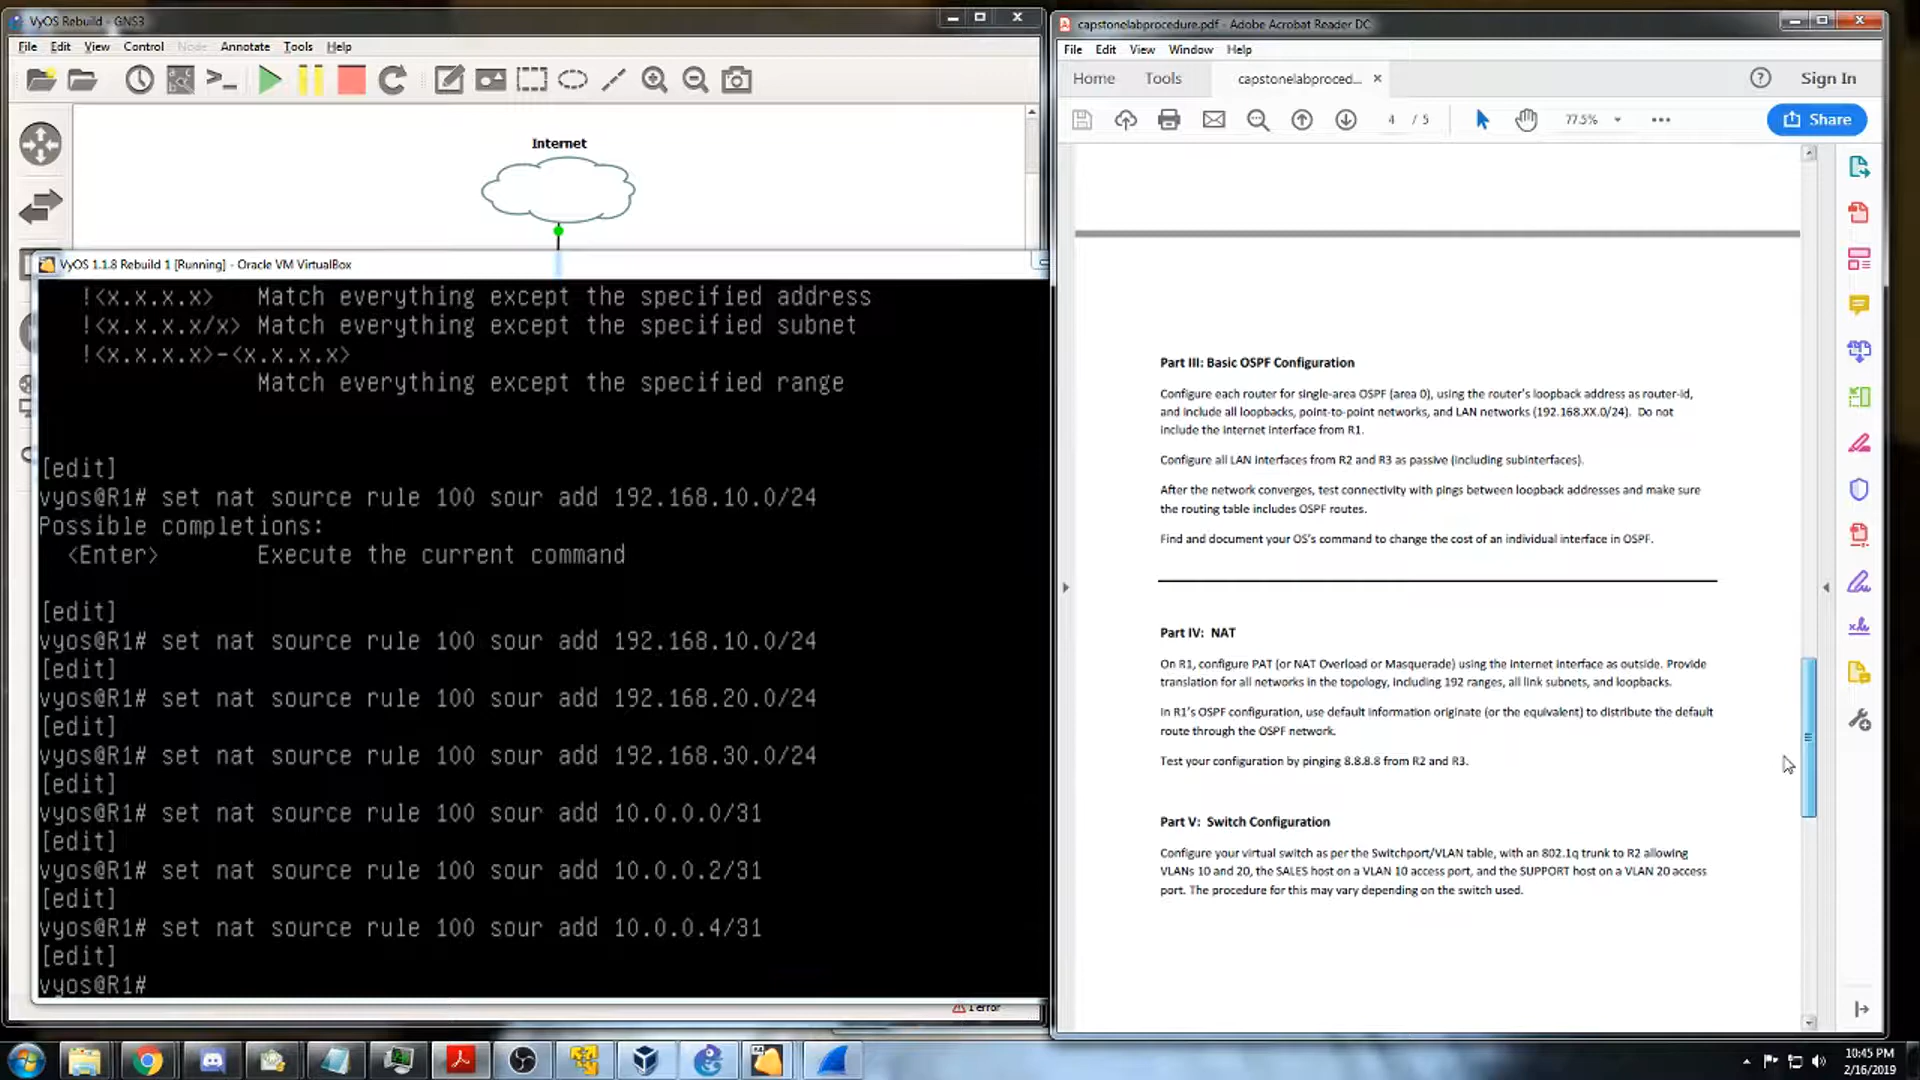 VyOS Rebuild - GNS3
File Edit View Control Node Annotate Tools Help
Internet
VyOS 1.1.8 Rebuild 1 [Running] - Oracle VM VirtualBox
!<x.x.x.x> Match everything except the specified address
!<x.x.x.x/x> Match everything except the specified subnet
!<x.x.x.x>-<x.x.x.x>
Match everything except the specified range
[edit]
vyos@R1# set nat source rule 100 sour add 192.168.10.0/24
Possible completions:
<Enter> Execute the current command
[edit]
vyos@R1# set nat source rule 100 sour add 192.168.10.0/24
[edit]
vyos@R1# set nat source rule 100 sour add 192.168.20.0/24
[edit]
vyos@R1# set nat source rule 100 sour add 192.168.30.0/24
[edit]
vyos@R1# set nat source rule 100 sour add 10.0.0.0/31
[edit]
vyos@R1# set nat source rule 100 sour add 10.0.0.2/31
[edit]
vyos@R1# set nat source rule 100 sour add 10.0.0.4/31
[edit]
vyos@R1#
1 error
capstonelabprocedure.pdf - Adobe Acrobat Reader DC
File Edit View Window Help
Home Tools capstonelabproced... × Sign In
4 / 5 77.5% Share
Part III: Basic OSPF Configuration
Configure each router for single-area OSPF (area 0), using the router's loopback address as router-id,
and include all loopbacks, point-to-point networks, and LAN networks (192.168.XX.0/24). Do not
include the internet interface from R1.
Configure all LAN interfaces from R2 and R3 as passive (including subinterfaces).
After the network converges, test connectivity with pings between loopback addresses and make sure
the routing table includes OSPF routes.
Find and document your OS's command to change the cost of an individual interface in OSPF.
Part IV: NAT
On R1, configure PAT (or NAT Overload or Masquerade) using the internet interface as outside. Provide
translation for all networks in the topology, including 192 ranges, all link subnets, and loopbacks.
In R1's OSPF configuration, use default information originate (or the equivalent) to distribute the default
route through the OSPF network.
Test your configuration by pinging 8.8.8.8 from R2 and R3.
Part V: Switch Configuration
Configure your virtual switch as per the Switchport/VLAN table, with an 802.1q trunk to R2 allowing
VLANs 10 and 20, the SALES host on a VLAN 10 access port, and the SUPPORT host on a VLAN 20 access
port. The procedure for this may vary depending on the switch used.
10:45 PM
2/16/2019